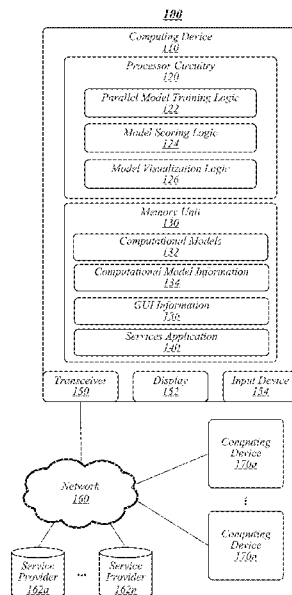 100
Computing Device
110
Processor Circuitry
120
Parallel Model Training Logic
122
Model Scoring Logic
124
Model Visualization Logic
126
Memory Unit
130
Computational Models
132
Computational Model Information
134
GUI Information
136
Services Application
140
Transceiver
150
Display
152
Input Device
154
Network
160
Computing
Device
170a
⋮
Computing
Device
170n
Service
Provider
162a
...
Service
Provider
162n